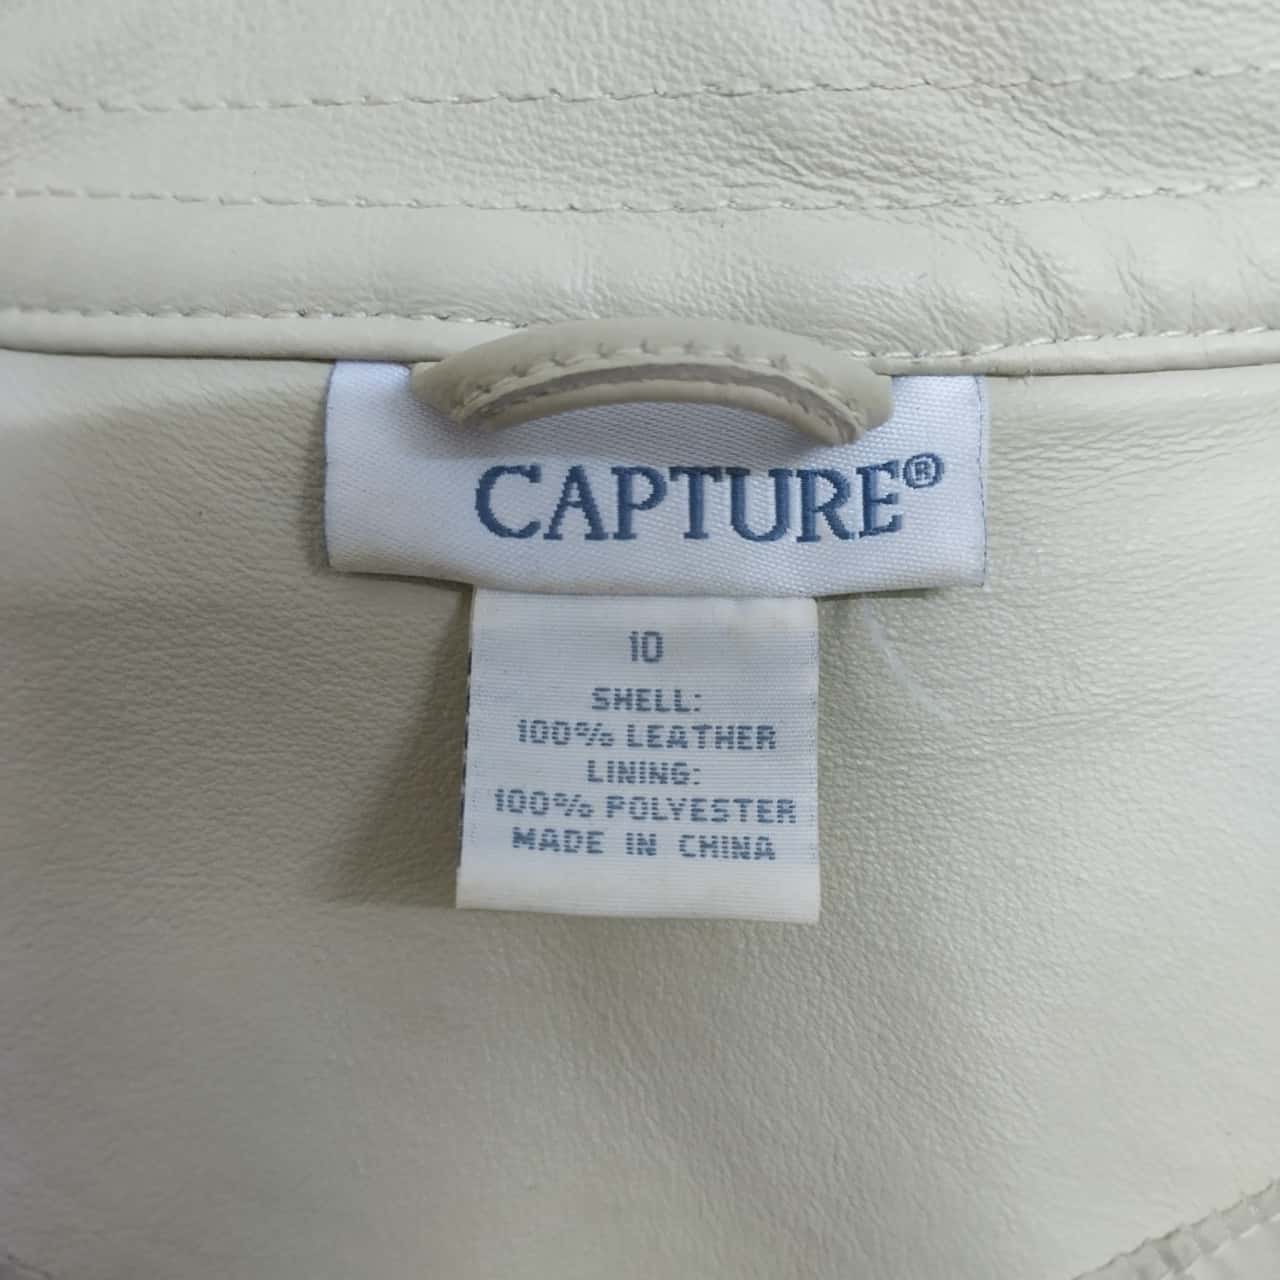 CAPTURE®
10
SHELL:
100% LEATHER
LINING:
100% POLYESTER
MADE IN CHINA